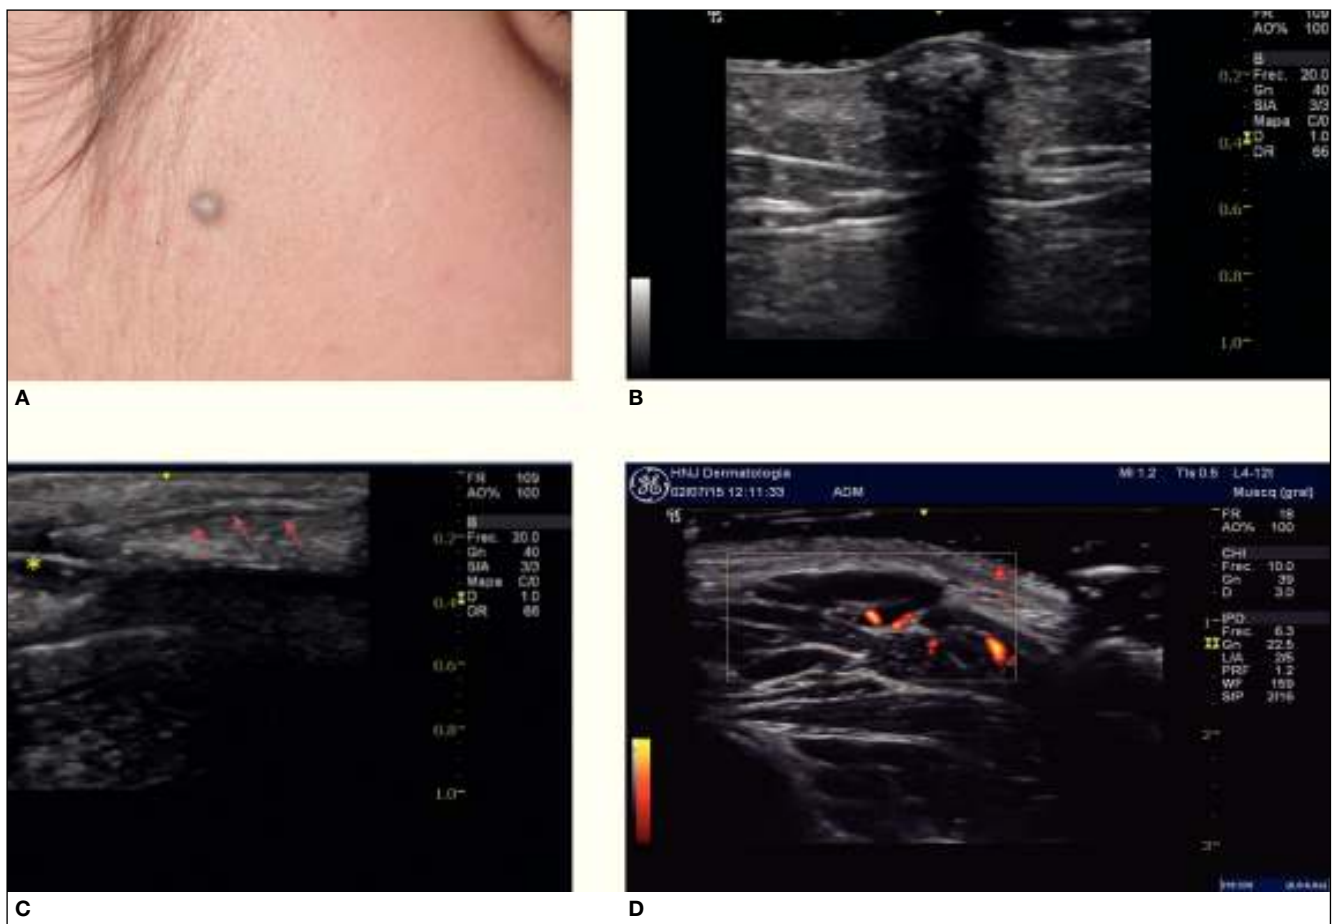 FR 109
AO% 100
B
Frec. 20.0
Gn 40
S/A 3/3
Mapa C/0
D 1.0
DR 66
0.2
0.4
0.6
0.8
1.0
A
B
FR 109
AO% 100
B
Frec. 20.0
Gn 40
S/A 3/3
Mapa C/0
D 1.0
DR 66
0.2
0.4
0.6
0.8
1.0
*
HNJ Dermatologia
02/07/15 12:11:33
ADM
MI 1.2
TIs 0.5
L4-12t
Muscq (gral)
FR 18
AO% 100
CHI
Frec. 10.0
Gn 39
D 3.0
Frec. 6.3
Gn 22.5
L/A 2/5
PRF 1.2
WF 159
S/P 2/16
1
2
3
C
D